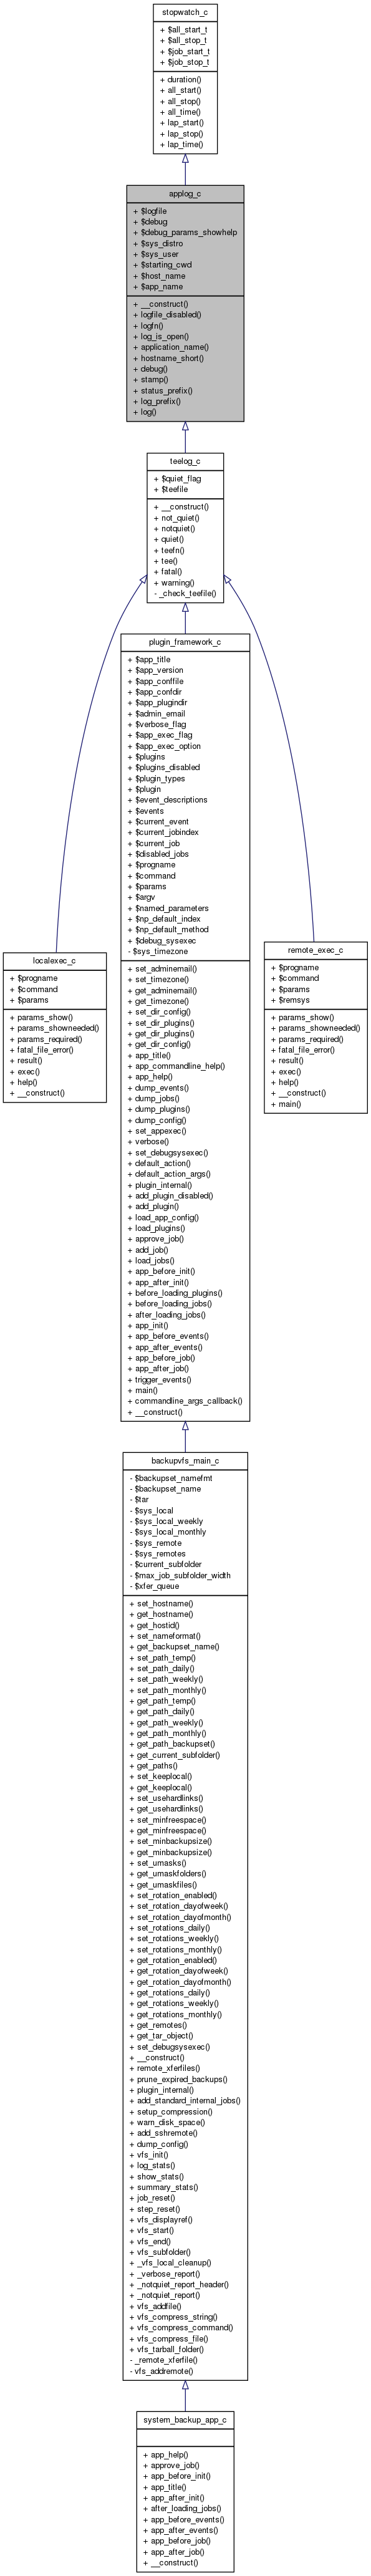 stopwatch_c
+ $all_start_t
+ $all_stop_t
+ $job_start_t
+ $job_stop_t
+ duration()
+ all_start()
+ all_stop()
+ all_time()
+ lap_start()
+ lap_stop()
+ lap_time()
applog_c
+ $logfile
+ $debug
+ $debug_params_showhelp
+ $sys_distro
+ $sys_user
+ $starting_cwd
+ $host_name
+ $app_name
+ __construct()
+ logfile_disabled()
+ logfn()
+ log_is_open()
+ application_name()
+ hostname_short()
+ debug()
+ stamp()
+ status_prefix()
+ log_prefix()
+ log()
teelog_c
+ $quiet_flag
+ $teefile
+ __construct()
+ not_quiet()
+ notquiet()
+ quiet()
+ teefn()
+ tee()
+ fatal()
+ warning()
- _check_teefile()
plugin_framework_c
+ $app_title
+ $app_version
+ $app_conffile
+ $app_confdir
+ $app_plugindir
+ $admin_email
+ $verbose_flag
+ $app_exec_flag
+ $app_exec_option
+ $plugins
+ $plugins_disabled
+ $plugin_types
+ $plugin
+ $event_descriptions
+ $events
+ $current_event
+ $current_jobindex
+ $current_job
+ $disabled_jobs
+ $progname
+ $command
+ $params
+ $argv
+ $named_parameters
+ $np_default_index
+ $np_default_method
+ $debug_sysexec
- $sys_timezone
+ set_adminemail()
+ set_timezone()
+ get_adminemail()
+ get_timezone()
+ set_dir_config()
+ set_dir_plugins()
+ get_dir_plugins()
+ get_dir_config()
+ app_title()
+ app_commandline_help()
+ app_help()
+ dump_events()
+ dump_jobs()
+ dump_plugins()
+ dump_config()
+ set_appexec()
+ verbose()
+ set_debugsysexec()
+ default_action()
+ default_action_args()
+ plugin_internal()
+ add_plugin_disabled()
+ add_plugin()
+ load_app_config()
+ load_plugins()
+ approve_job()
+ add_job()
+ load_jobs()
+ app_before_init()
+ app_after_init()
+ before_loading_plugins()
+ before_loading_jobs()
+ after_loading_jobs()
+ app_init()
+ app_before_events()
+ app_after_events()
+ app_before_job()
+ app_after_job()
+ trigger_events()
+ main()
+ commandline_args_callback()
+ __construct()
localexec_c
+ $progname
+ $command
+ $params
+ params_show()
+ params_showneeded()
+ params_required()
+ fatal_file_error()
+ result()
+ exec()
+ help()
+ __construct()
remote_exec_c
+ $progname
+ $command
+ $params
+ $remsys
+ params_show()
+ params_showneeded()
+ params_required()
+ fatal_file_error()
+ result()
+ exec()
+ help()
+ __construct()
+ main()
backupvfs_main_c
- $backupset_namefmt
- $backupset_name
- $tar
- $sys_local
- $sys_local_weekly
- $sys_local_monthly
- $sys_remote
- $sys_remotes
- $current_subfolder
- $max_job_subfolder_width
- $xfer_queue
+ set_hostname()
+ get_hostname()
+ get_hostid()
+ set_nameformat()
+ get_backupset_name()
+ set_path_temp()
+ set_path_daily()
+ set_path_weekly()
+ set_path_monthly()
+ get_path_temp()
+ get_path_daily()
+ get_path_weekly()
+ get_path_monthly()
+ get_path_backupset()
+ get_current_subfolder()
+ get_paths()
+ set_keeplocal()
+ get_keeplocal()
+ set_usehardlinks()
+ get_usehardlinks()
+ set_minfreespace()
+ get_minfreespace()
+ set_minbackupsize()
+ get_minbackupsize()
+ set_umasks()
+ get_umaskfolders()
+ get_umaskfiles()
+ set_rotation_enabled()
+ set_rotation_dayofweek()
+ set_rotation_dayofmonth()
+ set_rotations_daily()
+ set_rotations_weekly()
+ set_rotations_monthly()
+ get_rotation_enabled()
+ get_rotation_dayofweek()
+ get_rotation_dayofmonth()
+ get_rotations_daily()
+ get_rotations_weekly()
+ get_rotations_monthly()
+ get_remotes()
+ get_tar_object()
+ set_debugsysexec()
+ __construct()
+ remote_xferfiles()
+ prune_expired_backups()
+ plugin_internal()
+ add_standard_internal_jobs()
+ setup_compression()
+ warn_disk_space()
+ add_sshremote()
+ dump_config()
+ vfs_init()
+ log_stats()
+ show_stats()
+ summary_stats()
+ job_reset()
+ step_reset()
+ vfs_displayref()
+ vfs_start()
+ vfs_end()
+ vfs_subfolder()
+ _vfs_local_cleanup()
+ _verbose_report()
+ _notquiet_report_header()
+ _notquiet_report()
+ vfs_addfile()
+ vfs_compress_string()
+ vfs_compress_command()
+ vfs_compress_file()
+ vfs_tarball_folder()
- _remote_xferfile()
- vfs_addremote()
system_backup_app_c
+ app_help()
+ approve_job()
+ app_before_init()
+ app_title()
+ app_after_init()
+ after_loading_jobs()
+ app_before_events()
+ app_after_events()
+ app_before_job()
+ app_after_job()
+ __construct()